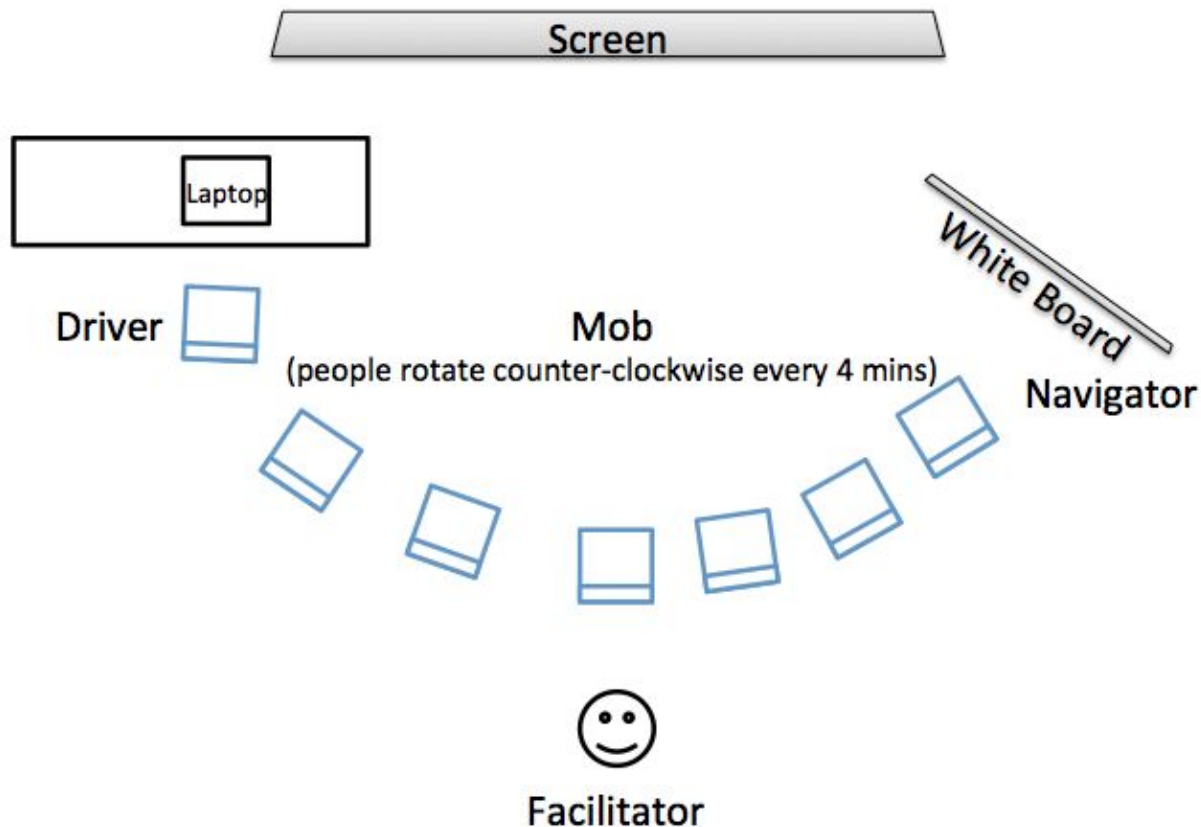 Screen
Laptop
White Board
Driver
Mob
(people rotate counter-clockwise every 4 mins)
Navigator
Facilitator